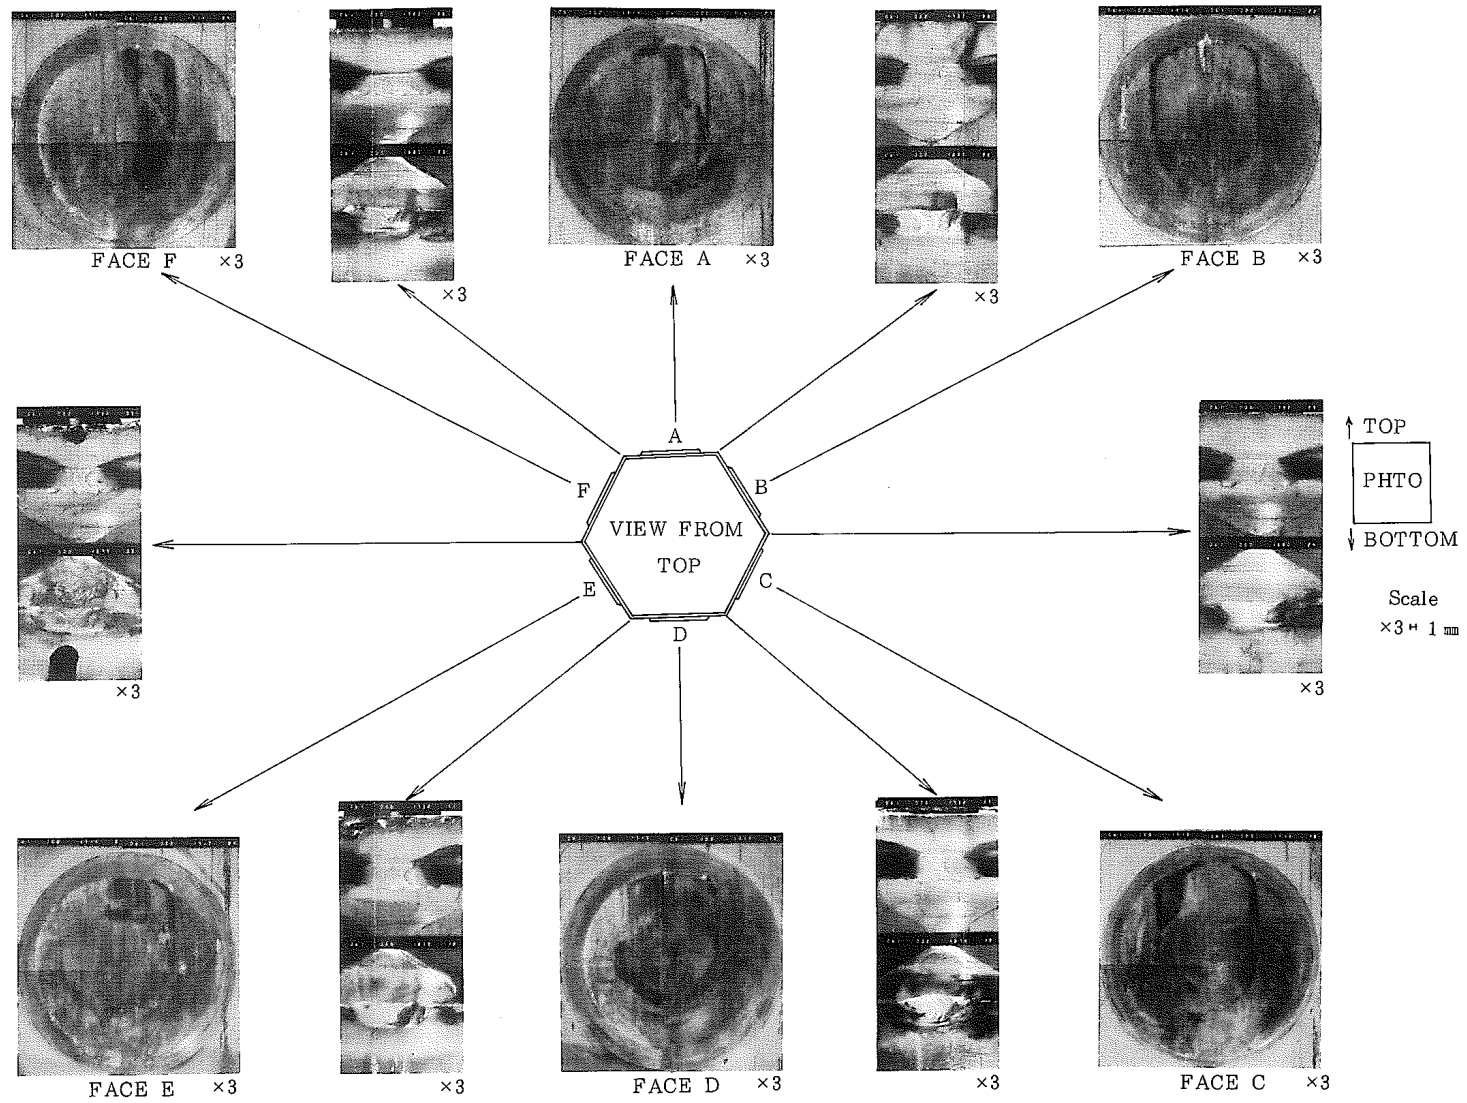 FACE F ×3
×3
FACE A ×3
×3
FACE B ×3
A
F
B
VIEW FROM
TOP
E
C
D
×3
↑ TOP
PHTO
↓ BOTTOM
Scale
×3 1 mm
×3
FACE E ×3
×3
FACE D ×3
×3
FACE C ×3